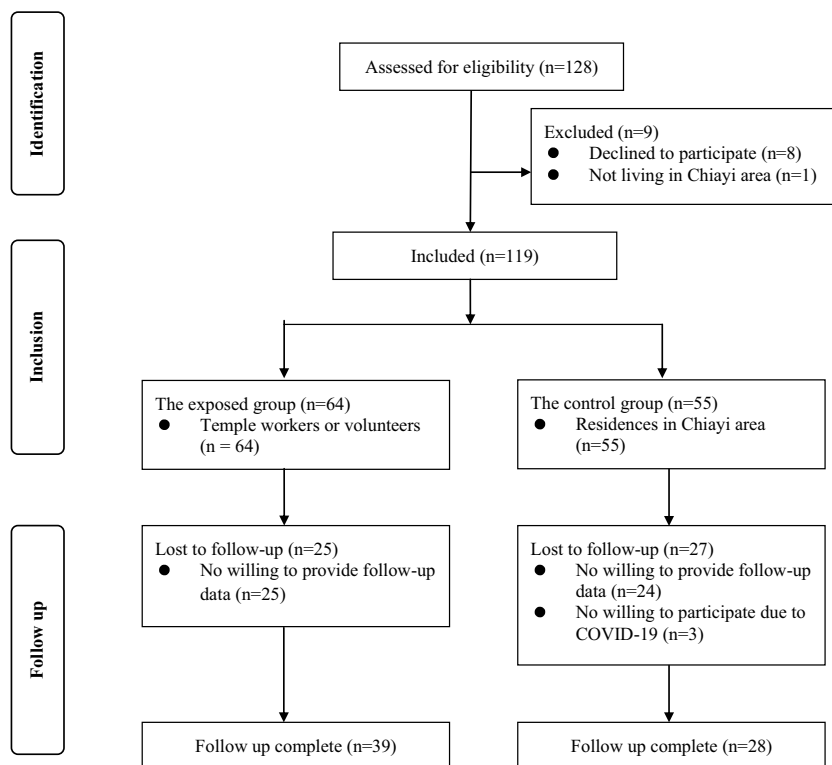 Identification
Assessed for eligibility (n=128)
Excluded (n=9)
● Declined to participate (n=8)
● Not living in Chiayi area (n=1)
Inclusion
Included (n=119)
The exposed group (n=64)
● Temple workers or volunteers
(n = 64)
The control group (n=55)
● Residences in Chiayi area
(n=55)
Follow up
Lost to follow-up (n=25)
● No willing to provide follow-up
data (n=25)
Lost to follow-up (n=27)
● No willing to provide follow-up
data (n=24)
● No willing to participate due to
COVID-19 (n=3)
Follow up complete (n=39)
Follow up complete (n=28)